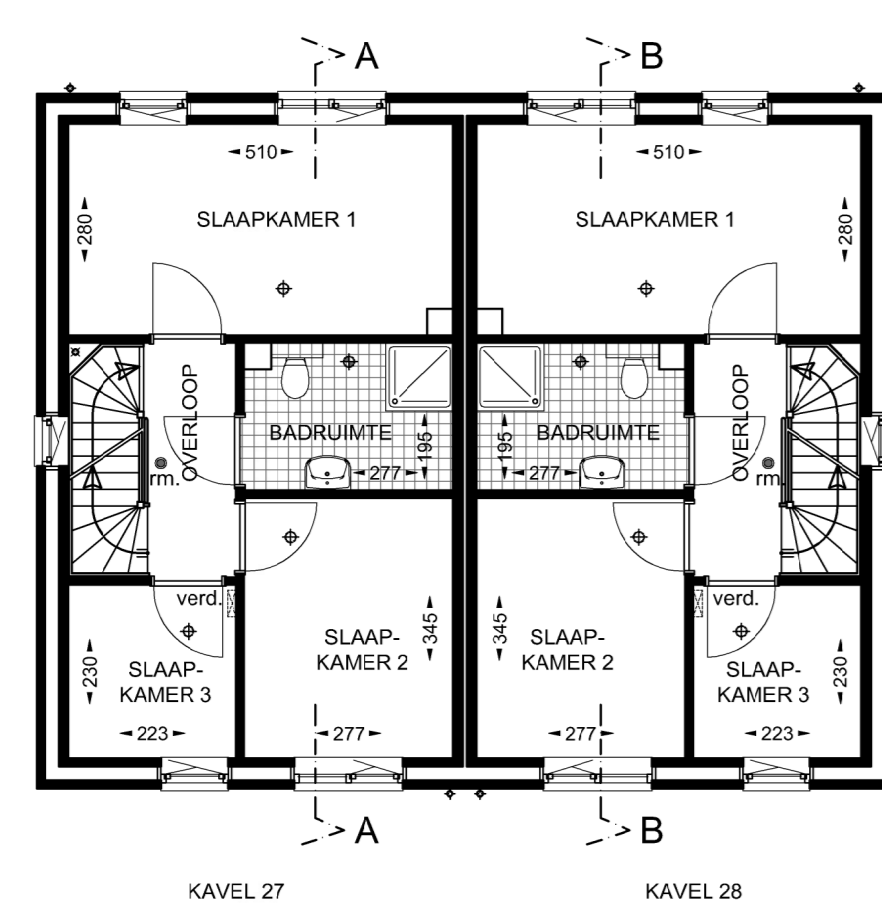 A B
510 510
280 SLAAPKAMER 1 SLAAPKAMER 1 280
OVERLOOP OVERLOOP
BADRUIMTE 195 195 BADRUIMTE
rm. 277 277 rm.
verd. verd.
SLAAP- 345 345 SLAAP-
KAMER 2 KAMER 2
230 SLAAP- SLAAP- 230
KAMER 3 KAMER 3
223 277 277 223
A B
KAVEL 27 KAVEL 28